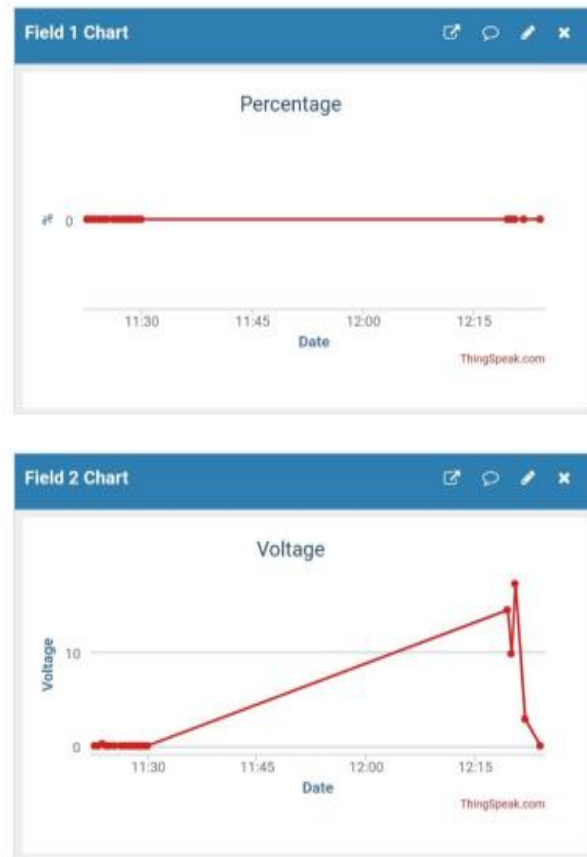 Field 1 Chart
Percentage
%
0
11:30 11:45 12:00 12:15
Date
ThingSpeak.com
Field 2 Chart
Voltage
Voltage
10
0
11:30 11:45 12:00 12:15
Date
ThingSpeak.com